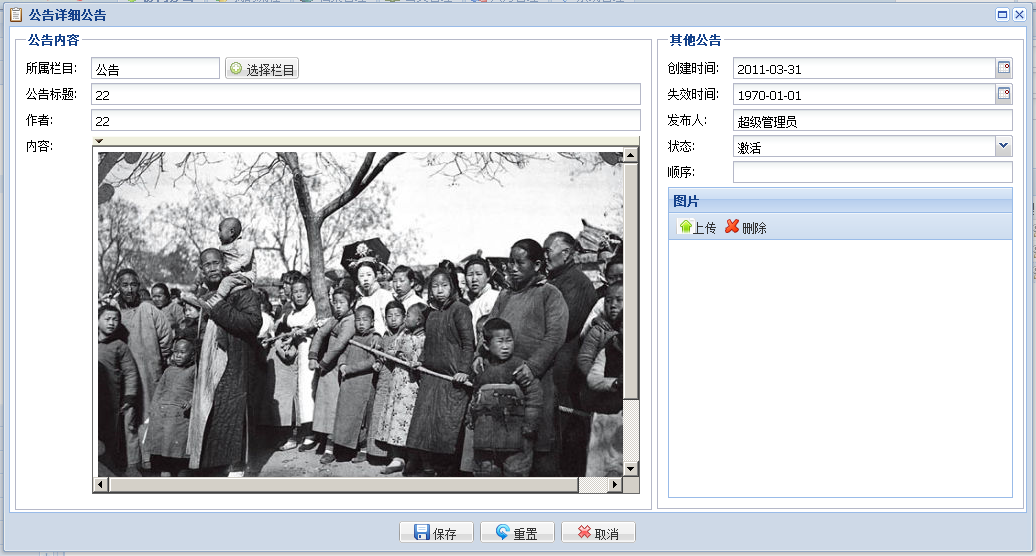 公告详细公告
公告内容
所属栏目: 公告 选择栏目
公告标题: 22
作者: 22
内容:
其他公告
创建时间: 2011-03-31
失效时间: 1970-01-01
发布人: 超级管理员
状态: 激活
顺序:
图片
上传 删除
保存 重置 取消